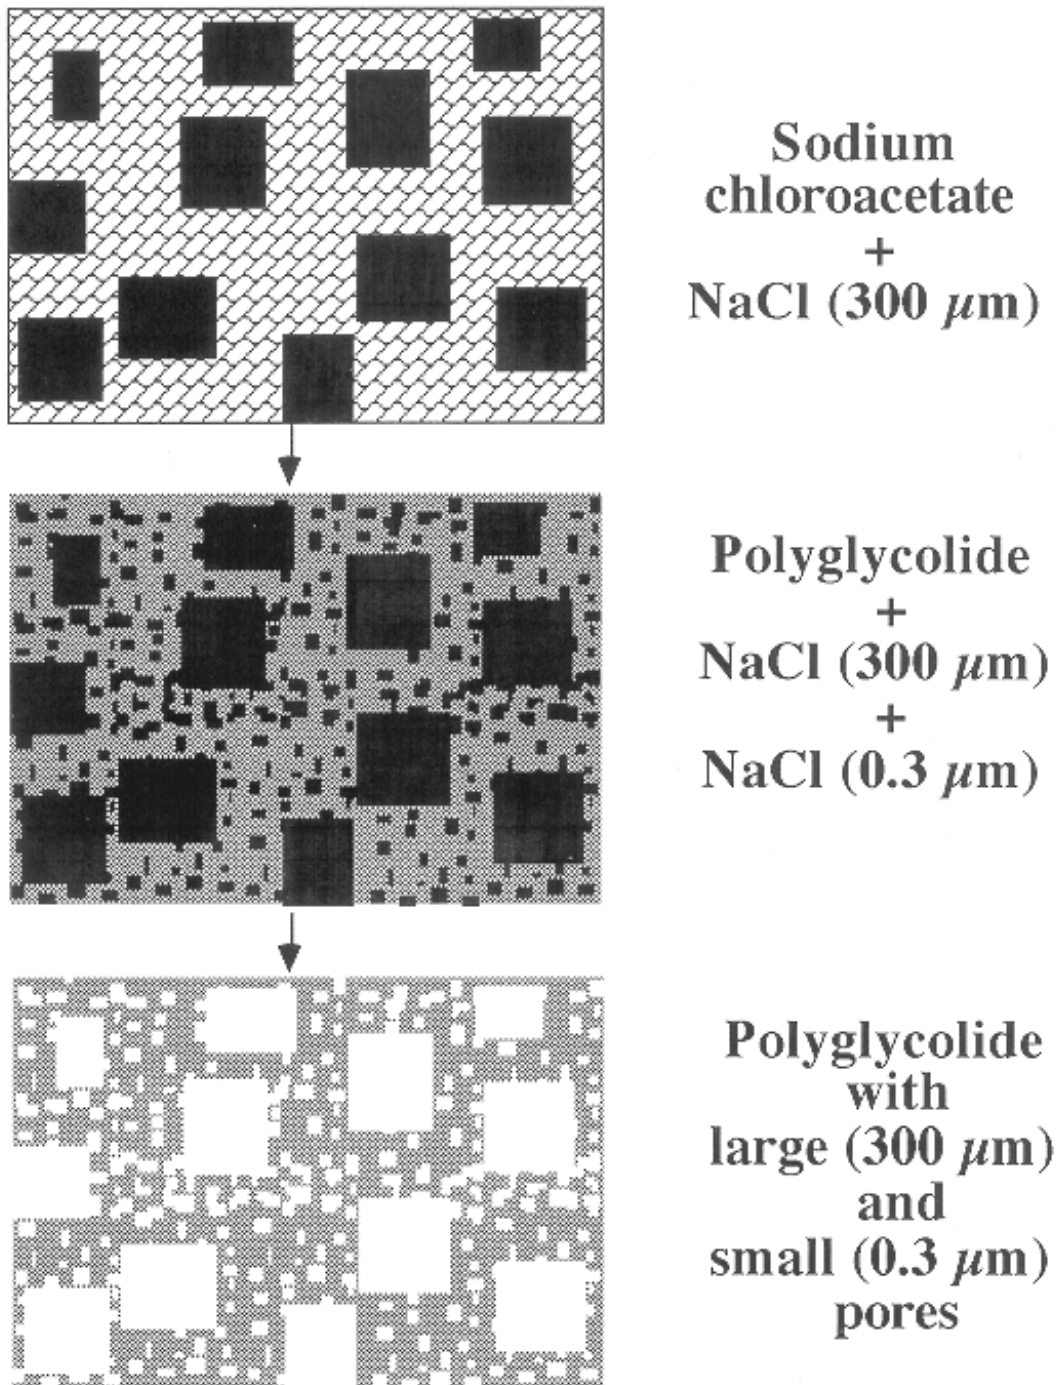 Sodium
chloroacetate
+
NaCl (300 μm)
Polyglycolide
+
NaCl (300 μm)
+
NaCl (0.3 μm)
Polyglycolide
with
large (300 μm)
and
small (0.3 μm)
pores